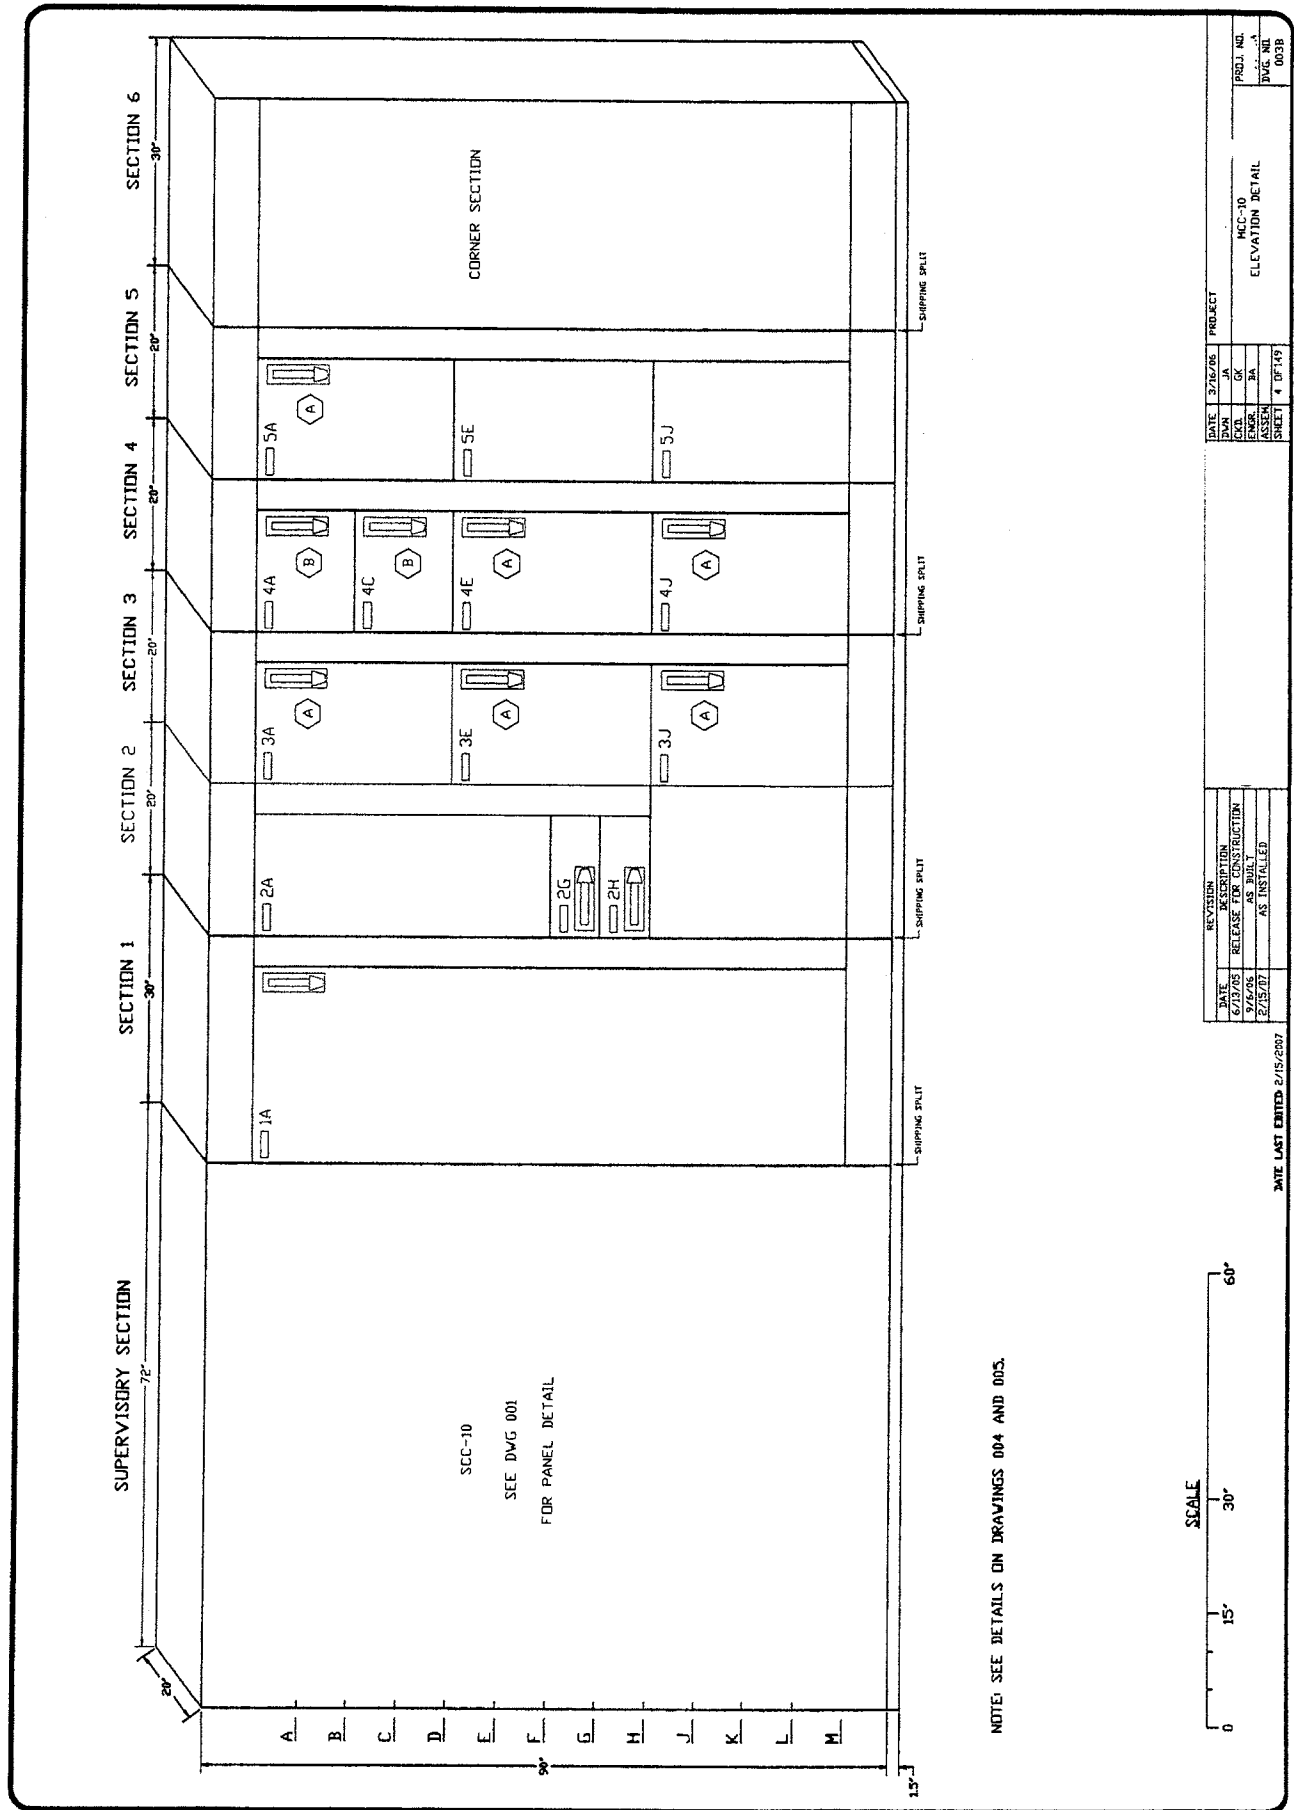 SUPERVISORY SECTION
SECTION 1
SECTION 2
SECTION 3
SECTION 4
SECTION 5
SECTION 6
20"
72"
30"
20"
20"
20"
20"
30"
A
B
C
D
E
F
G
H
J
K
L
M
90"
1.5"
SCC-10
SEE DWG 001
FOR PANEL DETAIL
1A
2A
2G
2H
3A
A
3E
A
3J
A
4A
B
4C
B
4E
A
4J
A
5A
A
5E
5J
CORNER SECTION
SHIPPING SPLIT
SHIPPING SPLIT
SHIPPING SPLIT
SHIPPING SPLIT
NOTE: SEE DETAILS ON DRAWINGS 004 AND 005.
SCALE
0 15" 30" 60"
DATE LAST EDITED 2/15/2007
REVISION
DATE DESCRIPTION
6/13/05 RELEASE FOR CONSTRUCTION
9/6/06 AS BUILT
2/15/07 AS INSTALLED
DATE 3/16/06
DWN JA
CKD. GK
ENGR. BA
ASSEM
SHEET 4 OF 149
PROJECT
MCC-10
ELEVATION DETAIL
PROJ. NO.
DWG. NO.
003B